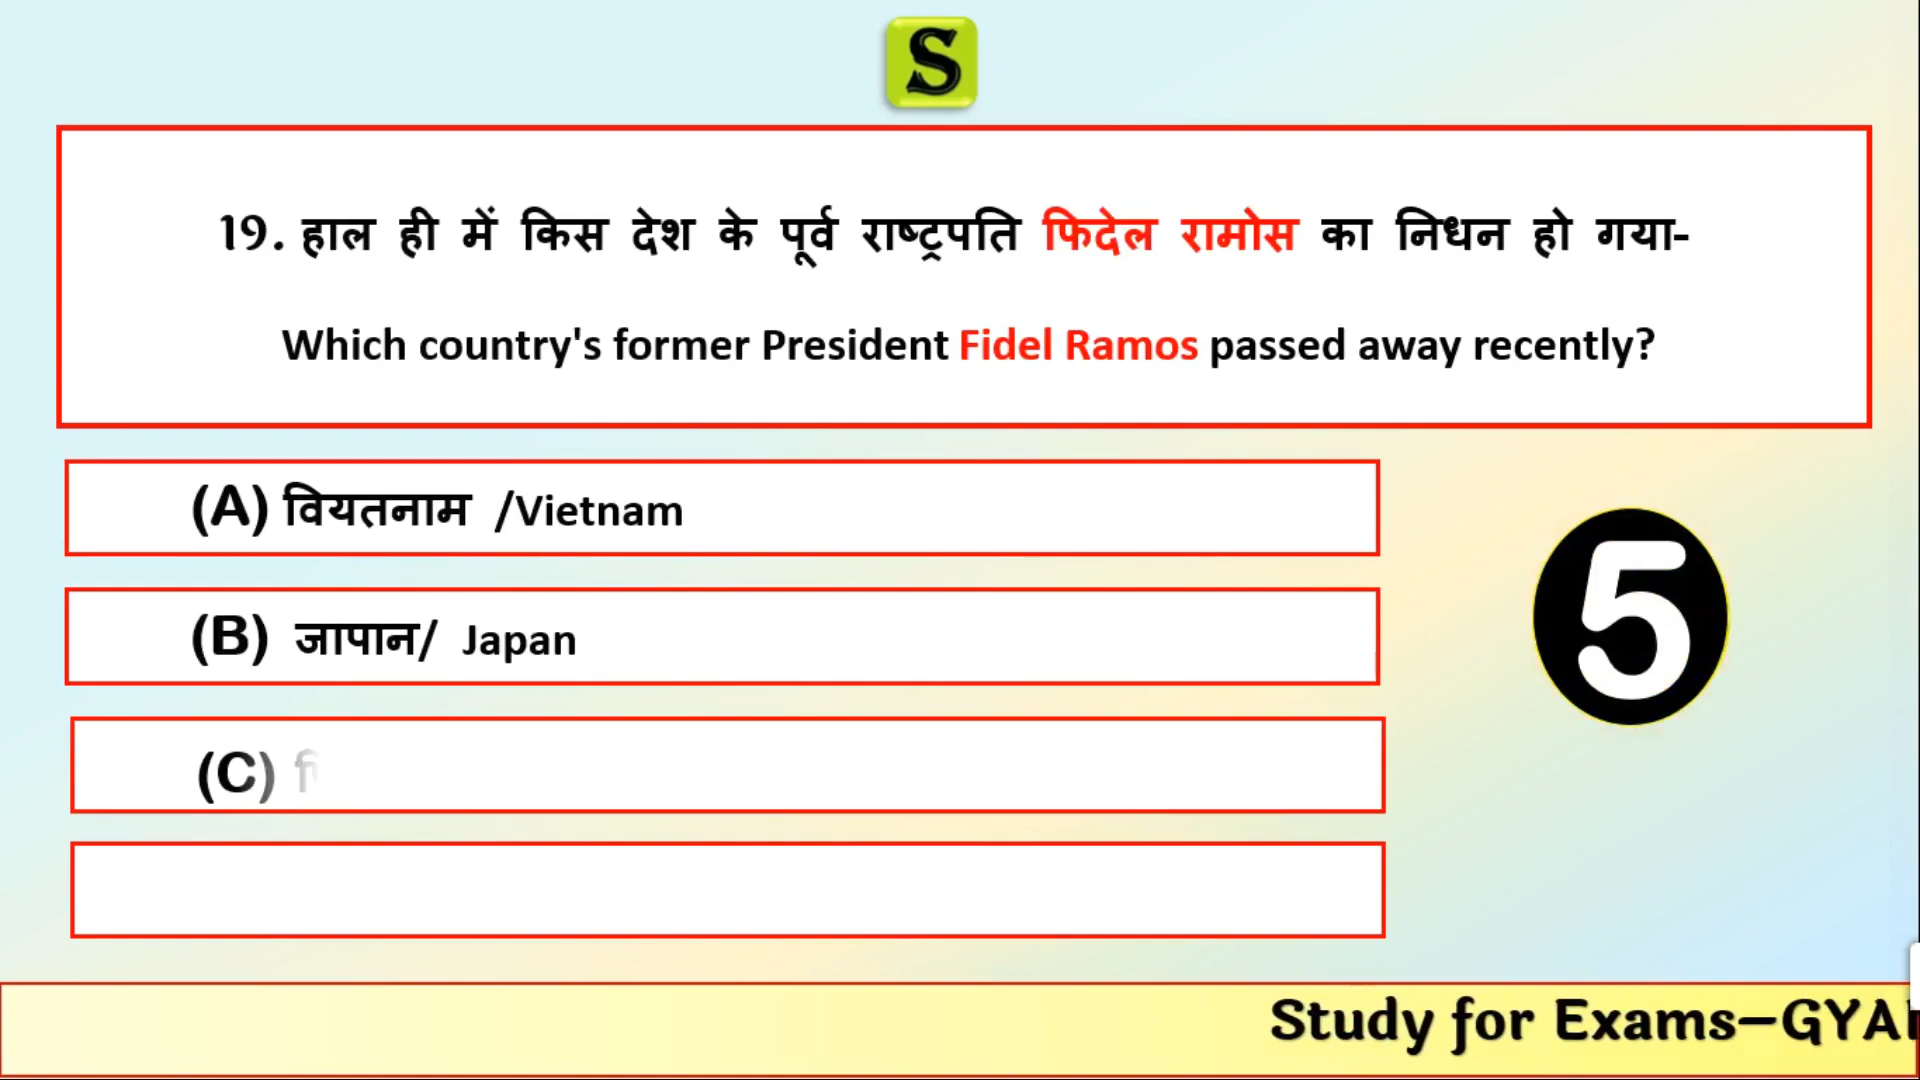 S
19. हाल ही में किस देश के पूर्व राष्ट्रपति फिदेल रामोस का निधन हो गया-
Which country's former President Fidel Ramos passed away recently?
(A) वियतनाम /Vietnam
(B) जापान/ Japan
5
(C)
Study for Exams–GYA